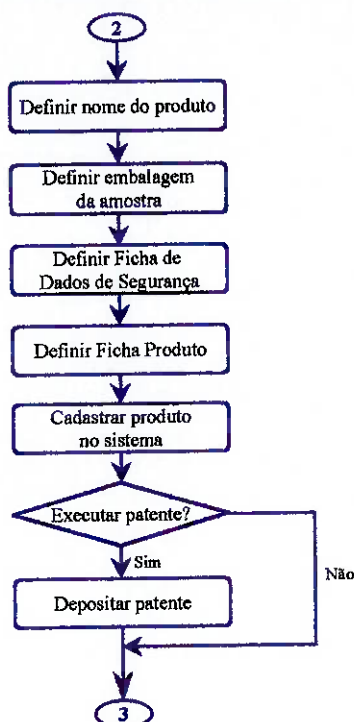 2
Definir nome do produto
Definir embalagem
da amostra
Definir Ficha de
Dados de Segurança
Definir Ficha Produto
Cadastrar produto
no sistema
Executar patente?
Sim
Não
Depositar patente
3